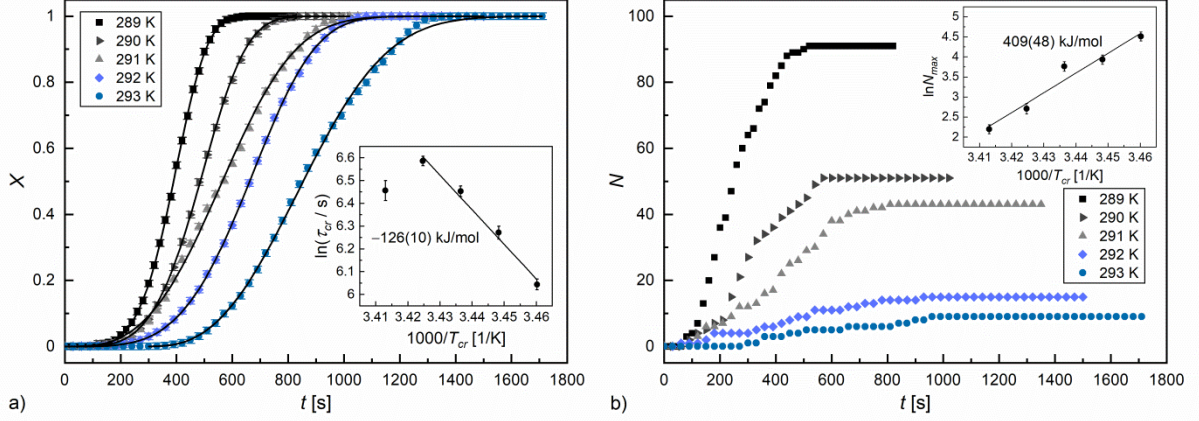 1
0.8
0.6
0.4
0.2
0
X
289 K
290 K
291 K
292 K
293 K
6.6
6.5
6.4
6.3
6.2
6.1
6
ln(τcr / s)
−126(10) kJ/mol
3.41 3.42 3.43 3.44 3.45 3.46
1000/Tcr [1/K]
0 200 400 600 800 1000 1200 1400 1600 1800
t [s]
a)
100
80
60
40
20
0
N
4.5
4.0
3.5
3.0
2.5
2
lnNmax
409(48) kJ/mol
3.41 3.42 3.43 3.44 3.45 3.46
1000/Tcr [1/K]
289 K
290 K
291 K
292 K
293 K
0 200 400 600 800 1000 1200 1400 1600 1800
t [s]
b)